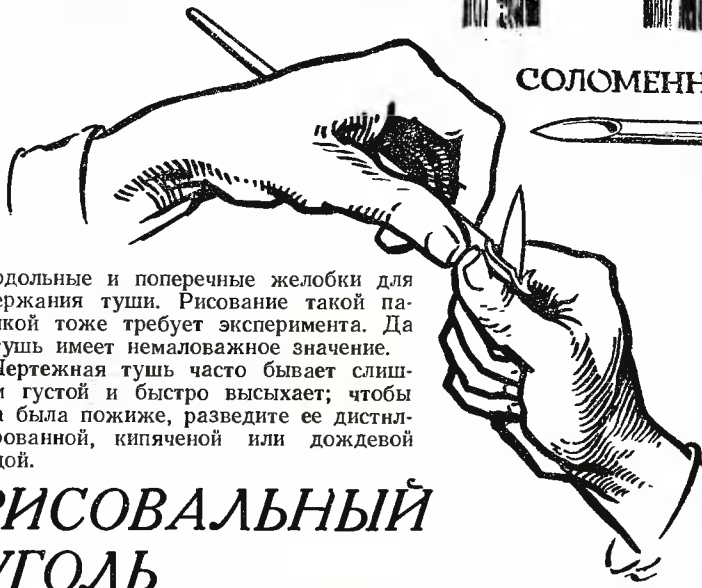 СОЛОМЕНН
одольные и поперечные желобки для
ержания туши. Рисование такой па-
кой тоже требует эксперимента. Да
тушь имеет немаловажное значение.
Чертежная тушь часто бывает слиш-
м густой и быстро высыхает; чтобы
а была пожиже, разведите ее дистил-
рованной, кипяченой или дождевой
дой.
РИСОВАЛЬНЫЙ
УГОЛЬ